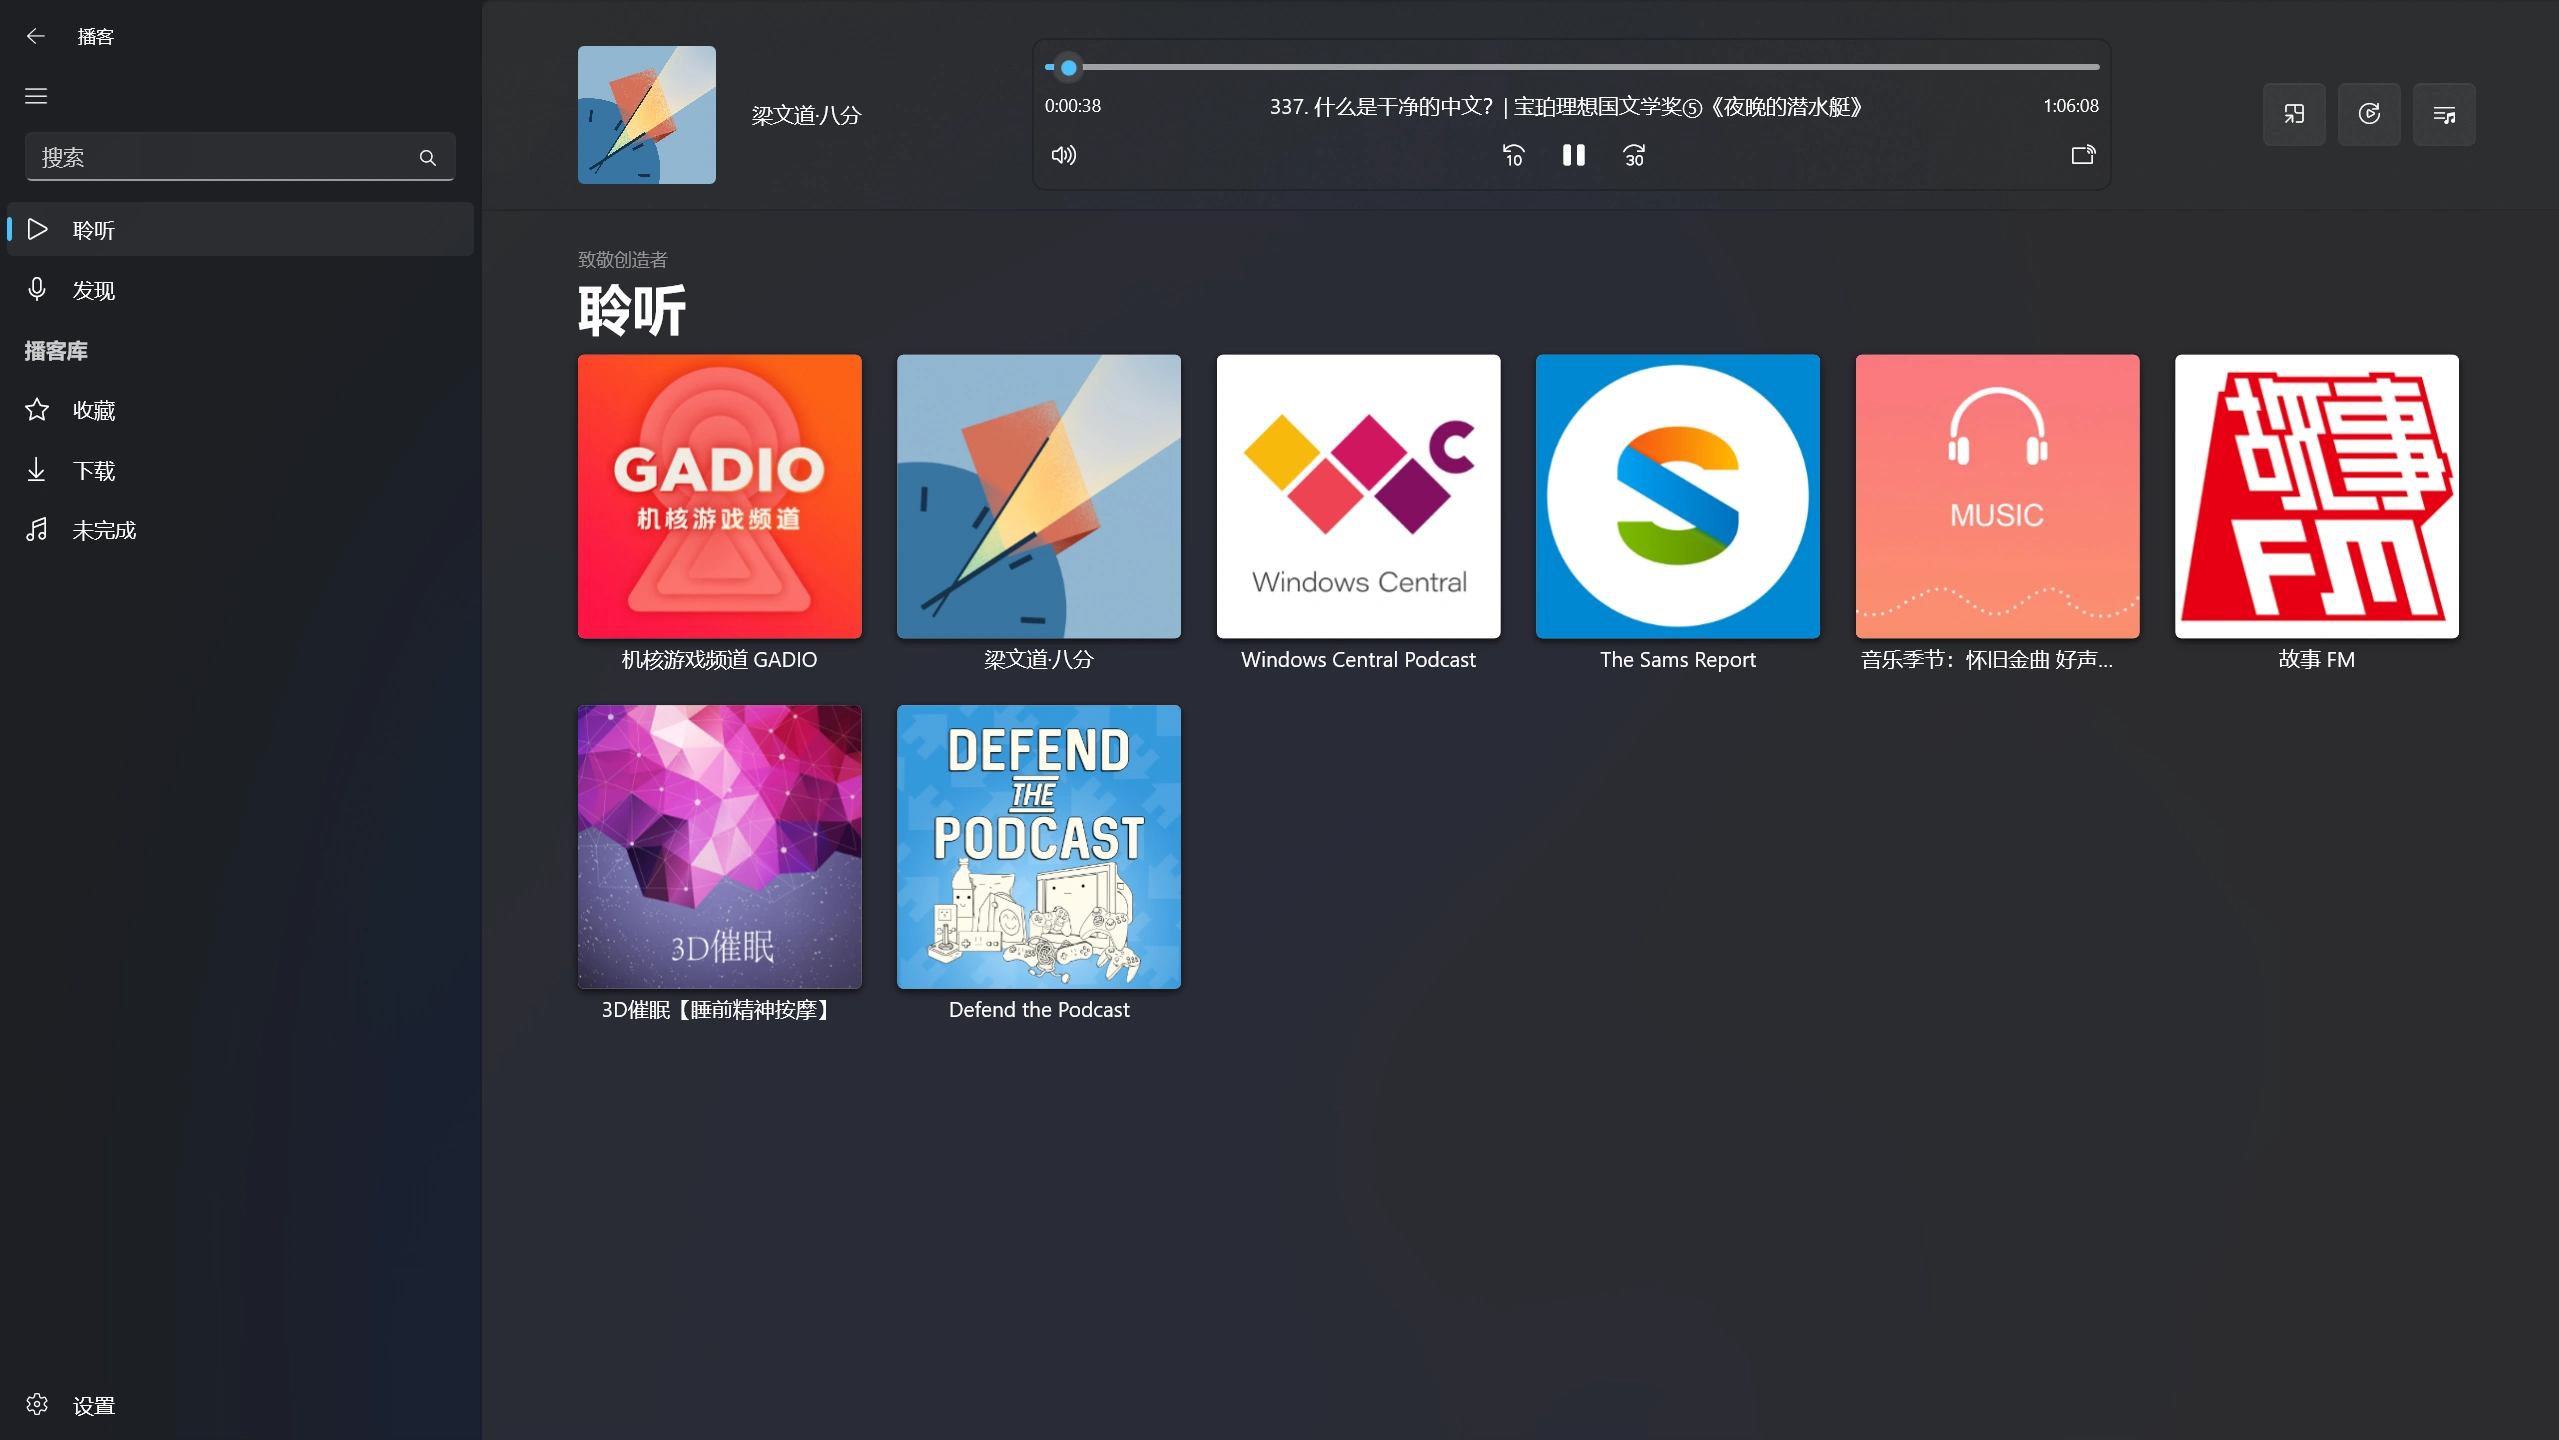 播客
搜索
聆听
发现
播客库
收藏
下载
未完成
设置
梁文道·八分
0:00:38
337. 什么是干净的中文？| 宝珀理想国文学奖⑤《夜晚的潜水艇》
1:06:08
10
30
致敬创造者
聆听
GADIO
机核游戏频道
机核游戏频道 GADIO
梁文道·八分
C
Windows Central
Windows Central Podcast
S
The Sams Report
MUSIC
音乐季节：怀旧金曲 好声...
故事
FM
故事 FM
3D催眠
3D催眠【睡前精神按摩】
DEFEND
THE
PODCAST
Defend the Podcast